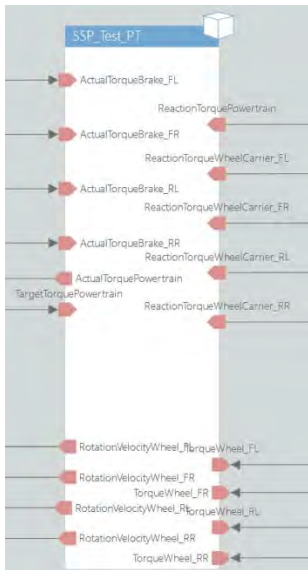 SSP_Test_PT
ActualTorqueBrake_FL
ReactionTorquePowertrain
ActualTorqueBrake_FR
ReactionTorqueWheelCarrier_FL
ActualTorqueBrake_RL
ReactionTorqueWheelCarrier_FR
ActualTorqueBrake_RR
ReactionTorqueWheelCarrier_RL
ActualTorquePowertrain
TargetTorquePowertrain
ReactionTorqueWheelCarrier_RR
RotationVelocityWheel_FL
TorqueWheel_FL
RotationVelocityWheel_FR
TorqueWheel_FR
RotationVelocityWheel_RL
TorqueWheel_RL
RotationVelocityWheel_RR
TorqueWheel_RR